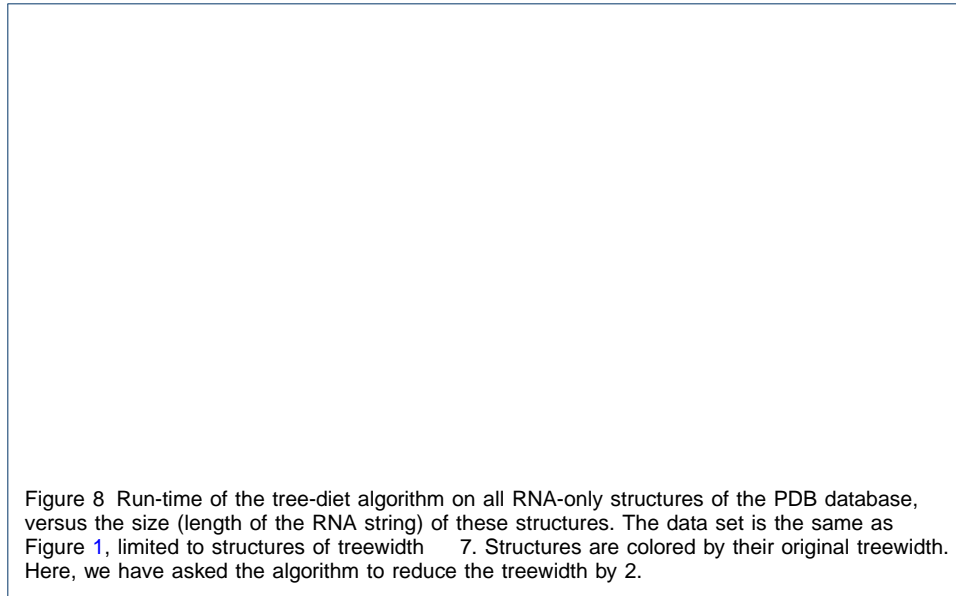 Figure 8 Run-time of the tree-diet algorithm on all RNA-only structures of the PDB database,
versus the size (length of the RNA string) of these structures. The data set is the same as
Figure 1, limited to structures of treewidth 7. Structures are colored by their original treewidth.
Here, we have asked the algorithm to reduce the treewidth by 2.